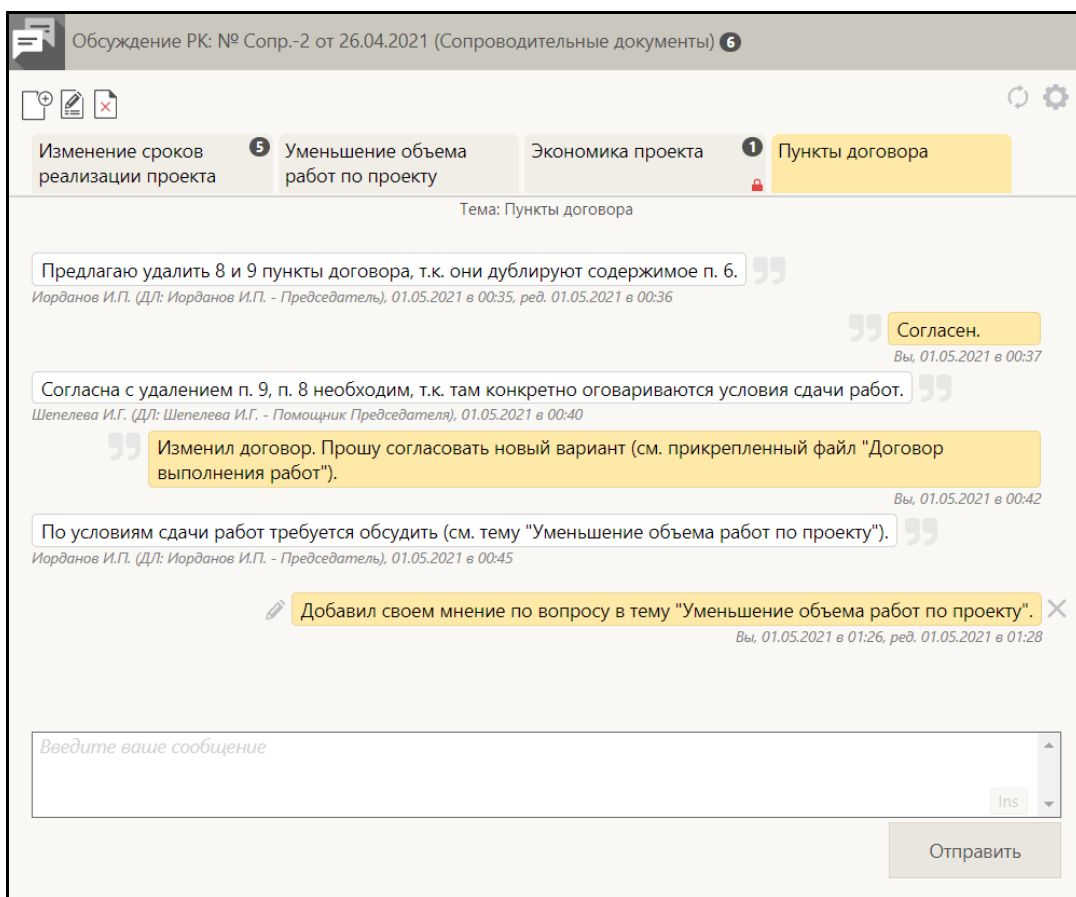 Обсуждение РК: № Сопр.-2 от 26.04.2021 (Сопроводительные документы) 6
Изменение сроков реализации проекта 5
Уменьшение объема работ по проекту
Экономика проекта 1
Пункты договора
Тема: Пункты договора
Предлагаю удалить 8 и 9 пункты договора, т.к. они дублируют содержимое п. 6.
Иорданов И.П. (ДЛ: Иорданов И.П. - Председатель), 01.05.2021 в 00:35, ред. 01.05.2021 в 00:36
Согласен.
Вы, 01.05.2021 в 00:37
Согласна с удалением п. 9, п. 8 необходим, т.к. там конкретно оговариваются условия сдачи работ.
Шепелева И.Г. (ДЛ: Шепелева И.Г. - Помощник Председателя), 01.05.2021 в 00:40
Изменил договор. Прошу согласовать новый вариант (см. прикрепленный файл "Договор
выполнения работ").
Вы, 01.05.2021 в 00:42
По условиям сдачи работ требуется обсудить (см. тему "Уменьшение объема работ по проекту").
Иорданов И.П. (ДЛ: Иорданов И.П. - Председатель), 01.05.2021 в 00:45
Добавил своем мнение по вопросу в тему "Уменьшение объема работ по проекту".
Вы, 01.05.2021 в 01:26, ред. 01.05.2021 в 01:28
Введите ваше сообщение
Ins
Отправить